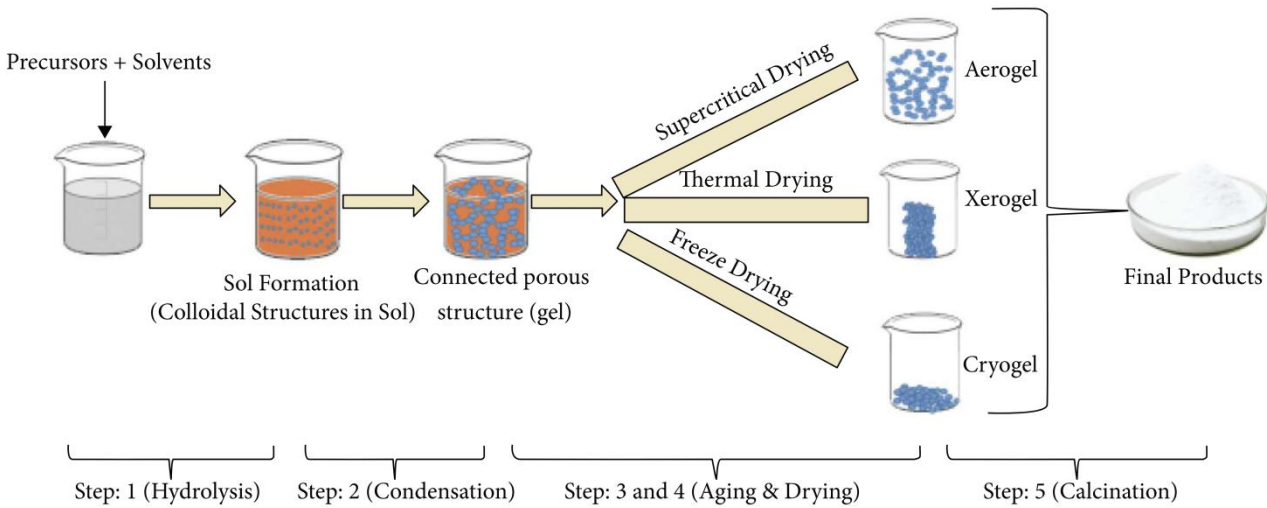 Precursors + Solvents
Sol Formation
(Colloidal Structures in Sol)
Connected porous
structure (gel)
Supercritical Drying
Thermal Drying
Freeze Drying
Aerogel
Xerogel
Cryogel
Final Products
Step: 1 (Hydrolysis)
Step: 2 (Condensation)
Step: 3 and 4 (Aging & Drying)
Step: 5 (Calcination)